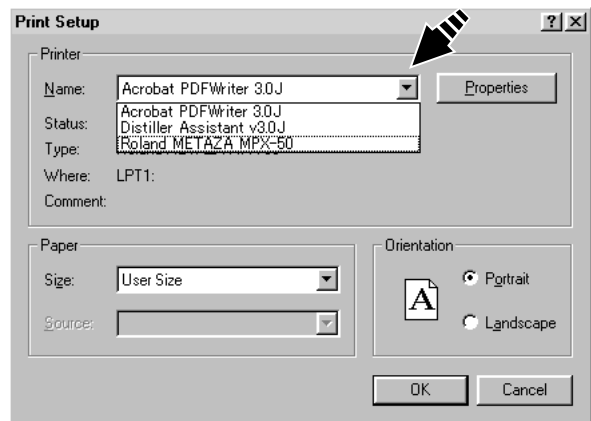 Print Setup
Printer
Name: Acrobat PDFWriter 3.0J Properties
Acrobat PDFWriter 3.0J
Status: Distiller Assistant v3.0J
Type: Roland METAZA MPX-50
Where: LPT1:
Comment:
Paper
Size: User Size
Source:
Orientation
A
Portrait
Landscape
OK Cancel